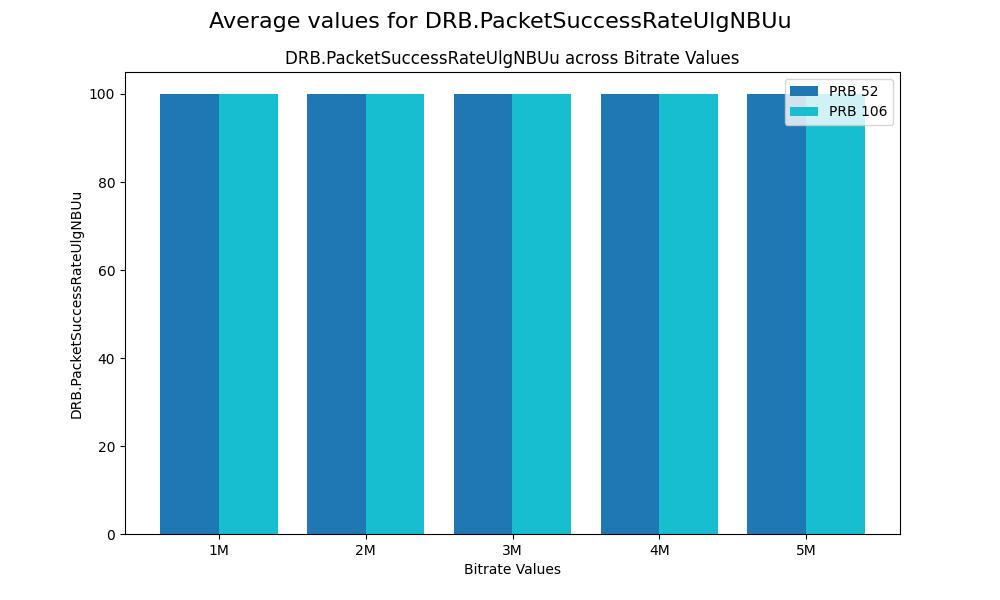 Average values for DRB.PacketSuccessRateUlgNBUu
DRB.PacketSuccessRateUlgNBUu across Bitrate Values
PRB 52
PRB 106
DRB.PacketSuccessRateUlgNBUu
100
80
60
40
20
0
1M 2M 3M 4M 5M
Bitrate Values